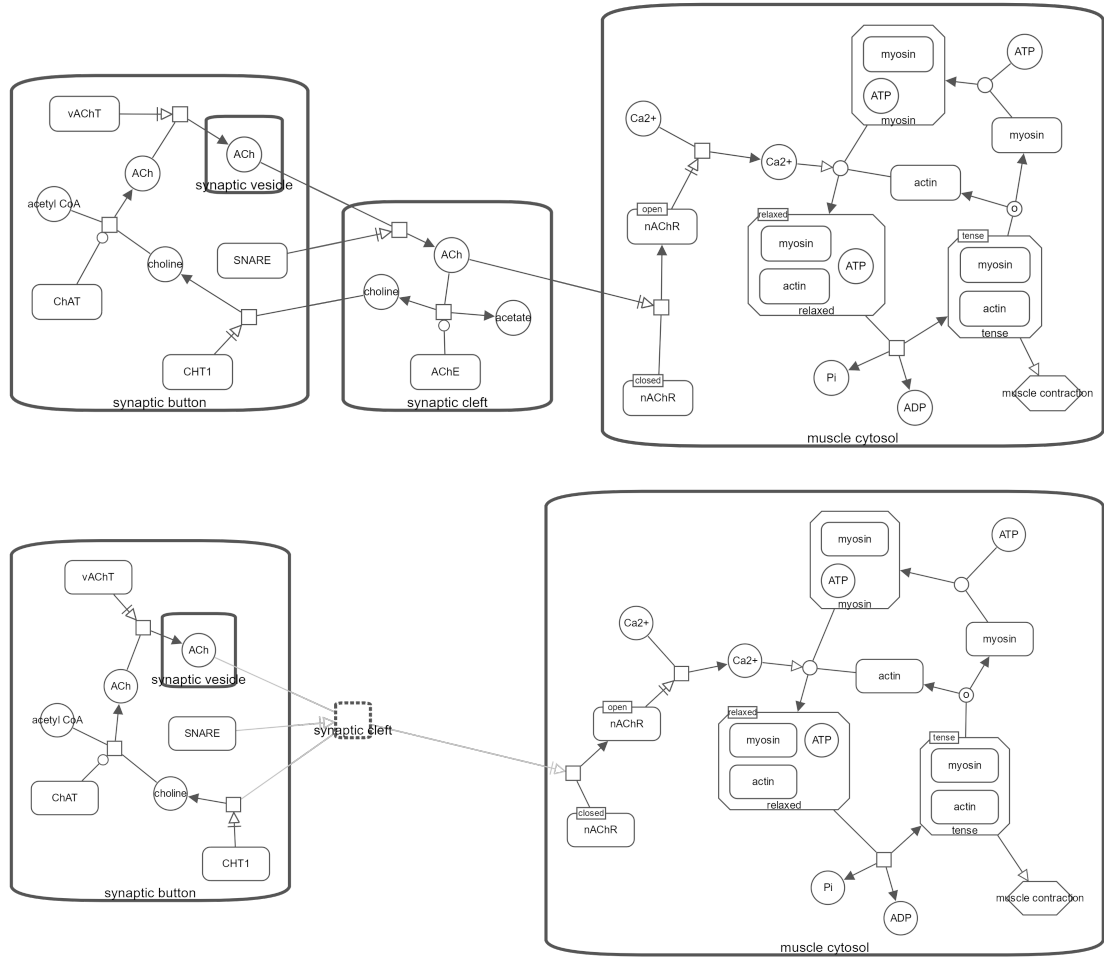 vAChT
ACh
synaptic vesicle
ACh
acetyl CoA
choline
ChAT
SNARE
CHT1
synaptic button
ACh
choline
acetate
AChE
synaptic cleft
Ca2+
Ca2+
open
nAChR
closed
nAChR
myosin
ATP
myosin
ATP
myosin
actin
relaxed
myosin
ATP
actin
relaxed
tense
myosin
actin
tense
Pi
ADP
muscle contraction
muscle cytosol
vAChT
ACh
synaptic vesicle
ACh
acetyl CoA
SNARE
ChAT
choline
CHT1
synaptic button
synaptic cleft
Ca2+
Ca2+
open
nAChR
closed
nAChR
myosin
ATP
myosin
ATP
myosin
actin
relaxed
myosin
ATP
actin
relaxed
tense
myosin
actin
tense
Pi
ADP
muscle contraction
muscle cytosol